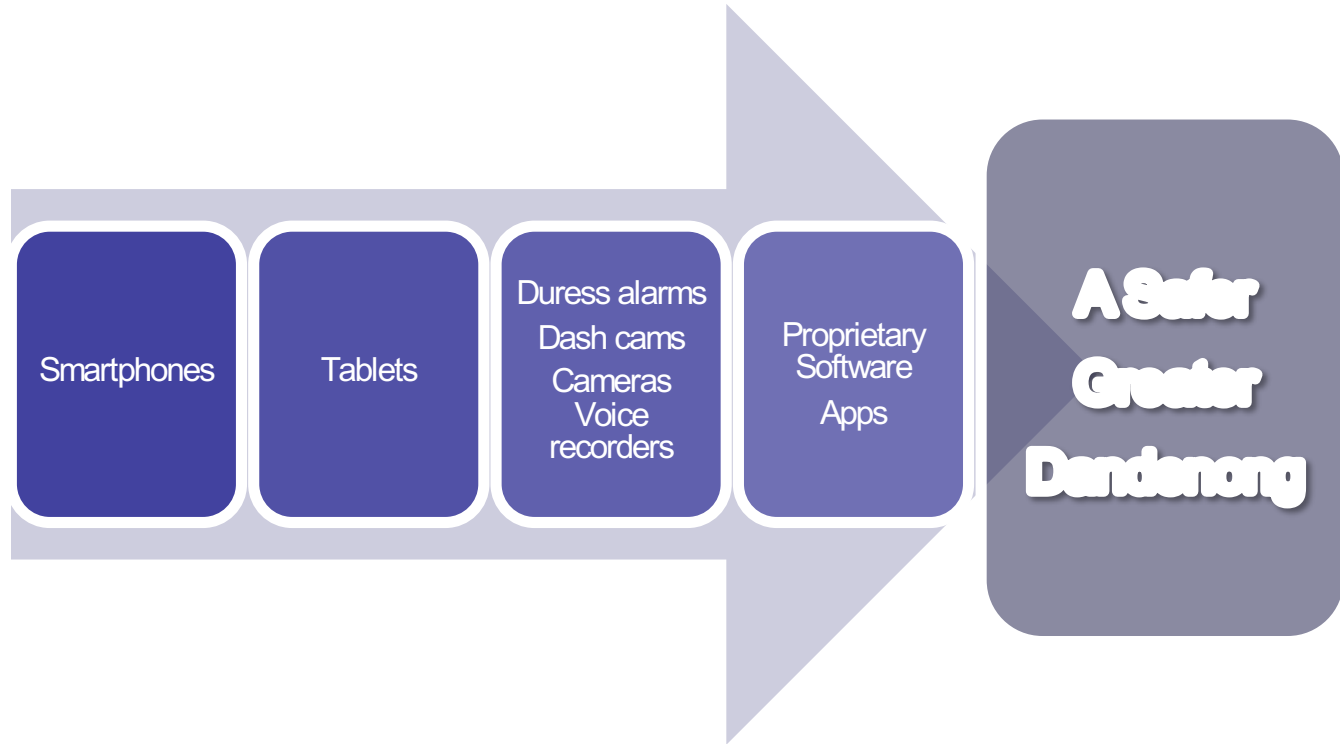 Smartphones
Tablets
Duress alarms
Dash cams
Cameras
Voice
recorders
Proprietary
Software
Apps
A Safer
Greater
Dandenong